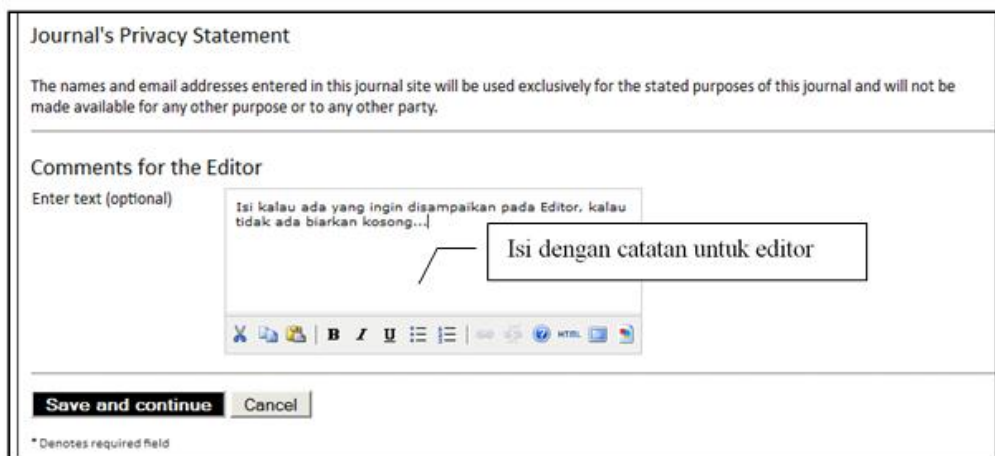 Journal's Privacy Statement
The names and email addresses entered in this journal site will be used exclusively for the stated purposes of this journal and will not be
made available for any other purpose or to any other party.
Comments for the Editor
Enter text (optional)
Isi kalau ada yang ingin disampaikan pada Editor, kalau
tidak ada biarkan kosong...
Isi dengan catatan untuk editor
B I U HTML
Save and continue Cancel
* Denotes required field